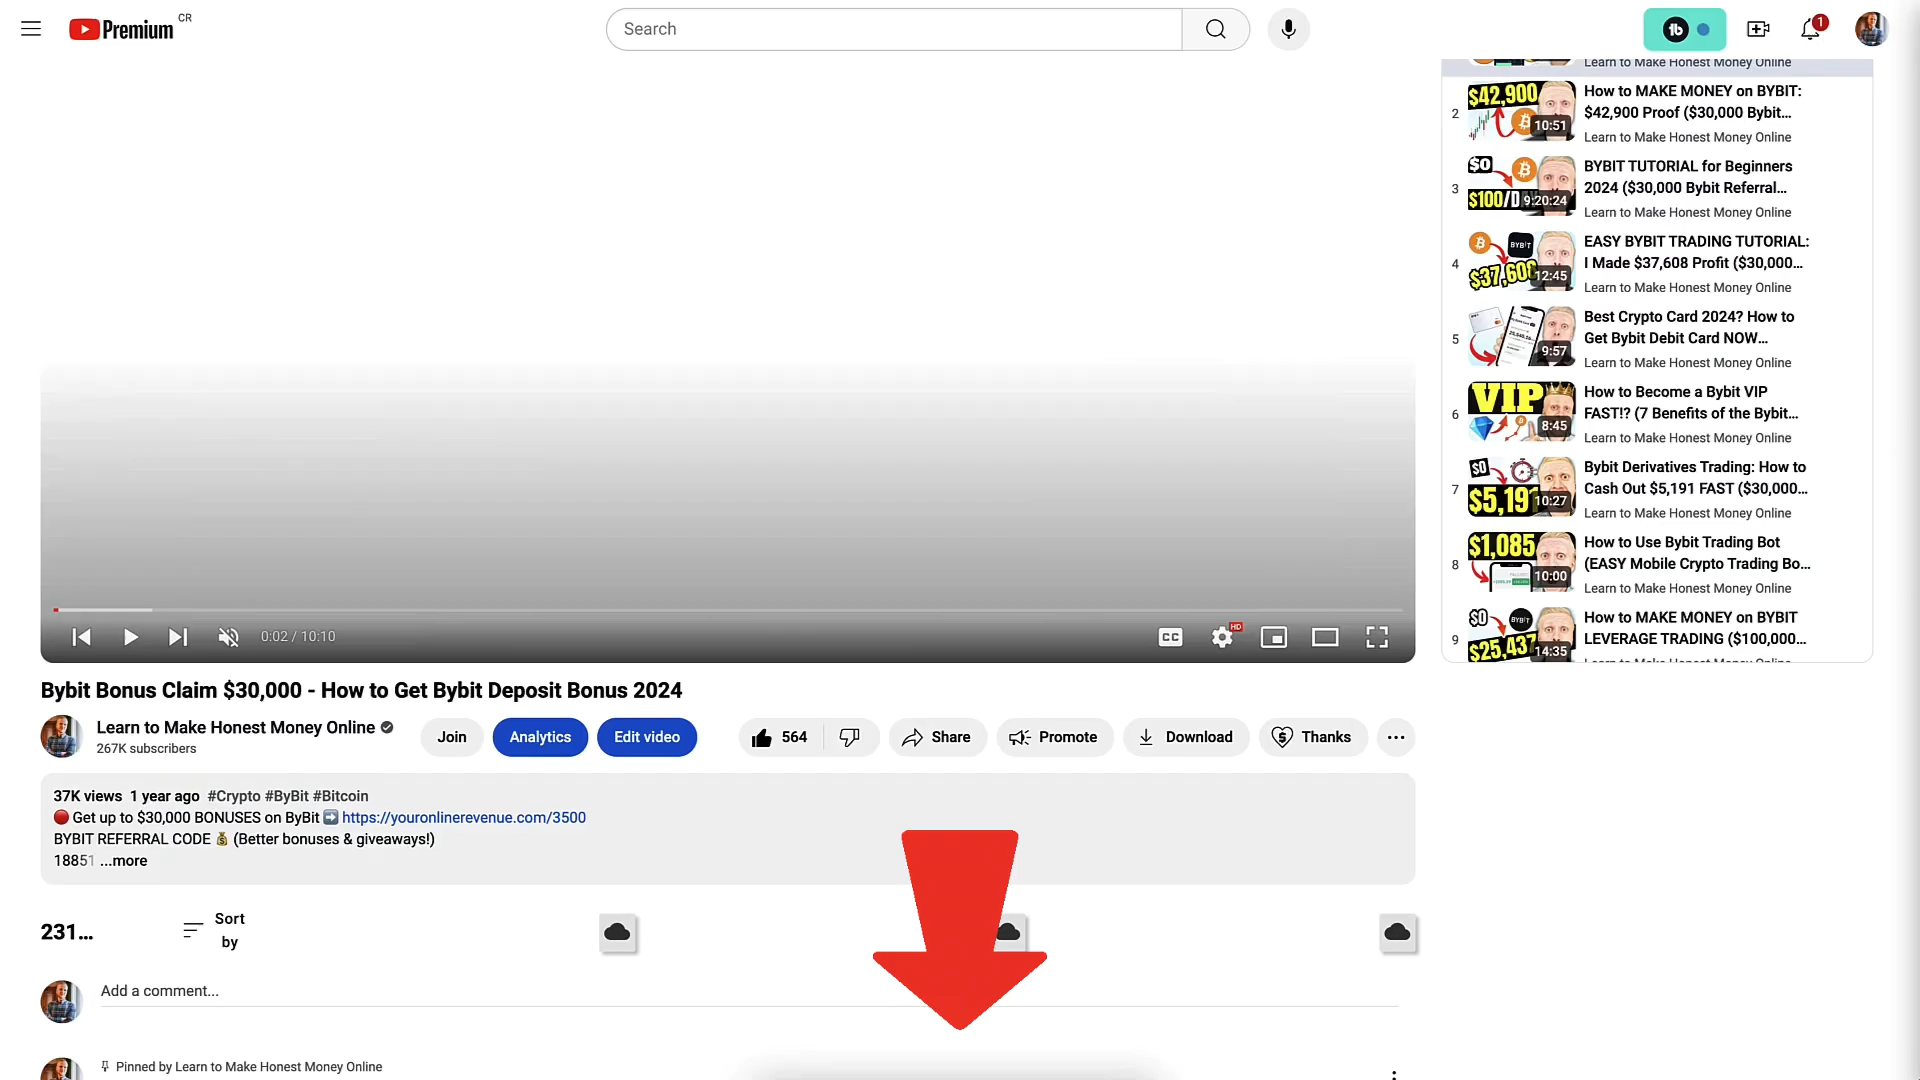 Premium CR
Search
1
Learn to Make Honest Money Online
2
$42,900
10:51
How to MAKE MONEY on BYBIT:
$42,900 Proof ($30,000 Bybit...
Learn to Make Honest Money Online
3
$0
$100/D
9:20:24
BYBIT TUTORIAL for Beginners
2024 ($30,000 Bybit Referral...
Learn to Make Honest Money Online
4
BYBIT
$37,600
12:45
EASY BYBIT TRADING TUTORIAL:
I Made $37,608 Profit ($30,000...
Learn to Make Honest Money Online
5
9:57
Best Crypto Card 2024? How to
Get Bybit Debit Card NOW...
Learn to Make Honest Money Online
6
VIP
8:45
How to Become a Bybit VIP
FAST!? (7 Benefits of the Bybit...
Learn to Make Honest Money Online
7
$0
$5,191
10:27
Bybit Derivatives Trading: How to
Cash Out $5,191 FAST ($30,000...
Learn to Make Honest Money Online
8
$1,085
10:00
How to Use Bybit Trading Bot
(EASY Mobile Crypto Trading Bo...
Learn to Make Honest Money Online
9
$0
BYBIT
$25,437
14:35
How to MAKE MONEY on BYBIT
LEVERAGE TRADING ($100,000...
Learn to Make Honest Money Online
0:02 / 10:10
CC
HD
Bybit Bonus Claim $30,000 - How to Get Bybit Deposit Bonus 2024
Learn to Make Honest Money Online
267K subscribers
Join
Analytics
Edit video
564
Share
Promote
Download
Thanks
37K views 1 year ago #Crypto #ByBit #Bitcoin
Get up to $30,000 BONUSES on ByBit ➡️ https://youronlinerevenue.com/3500
BYBIT REFERRAL CODE 💰 (Better bonuses & giveaways!)
18851 ...more
231...
Sort
by
Add a comment...
Pinned by Learn to Make Honest Money Online